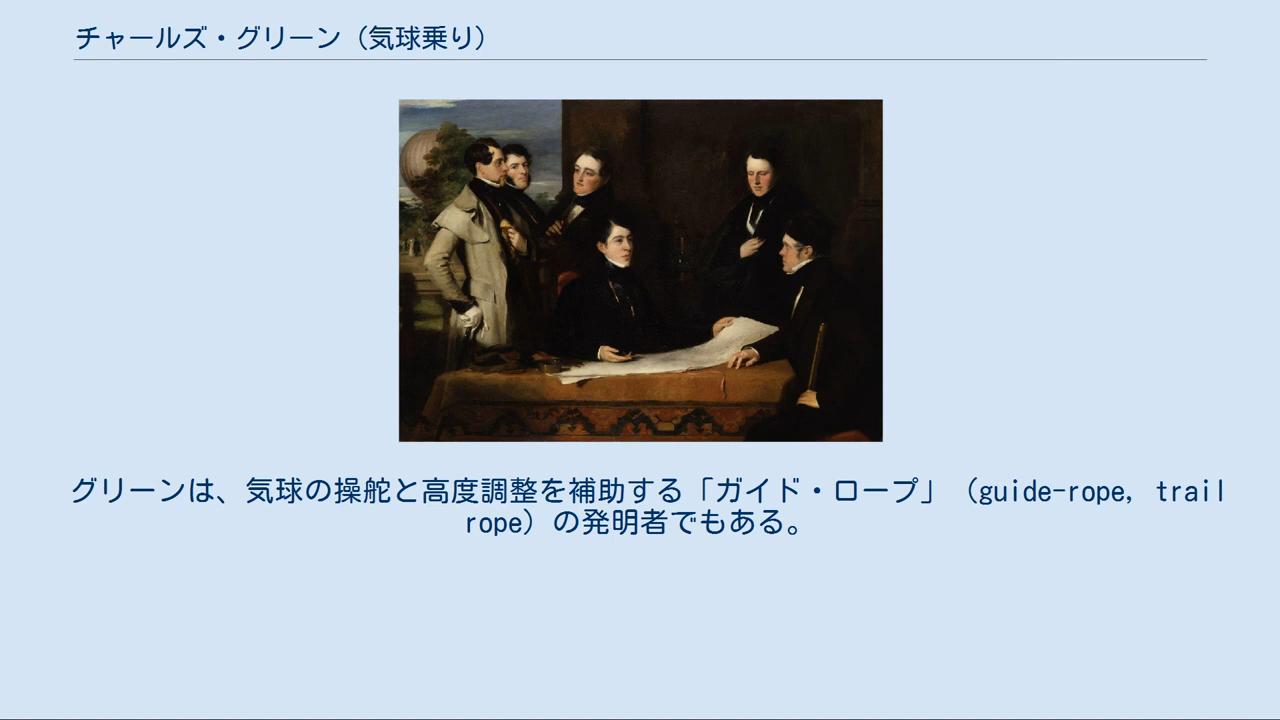 チャールズ・グリーン（気球乗り）
グリーンは、気球の操舵と高度調整を補助する「ガイド・ロープ」（guide-rope, trail
rope）の発明者でもある。